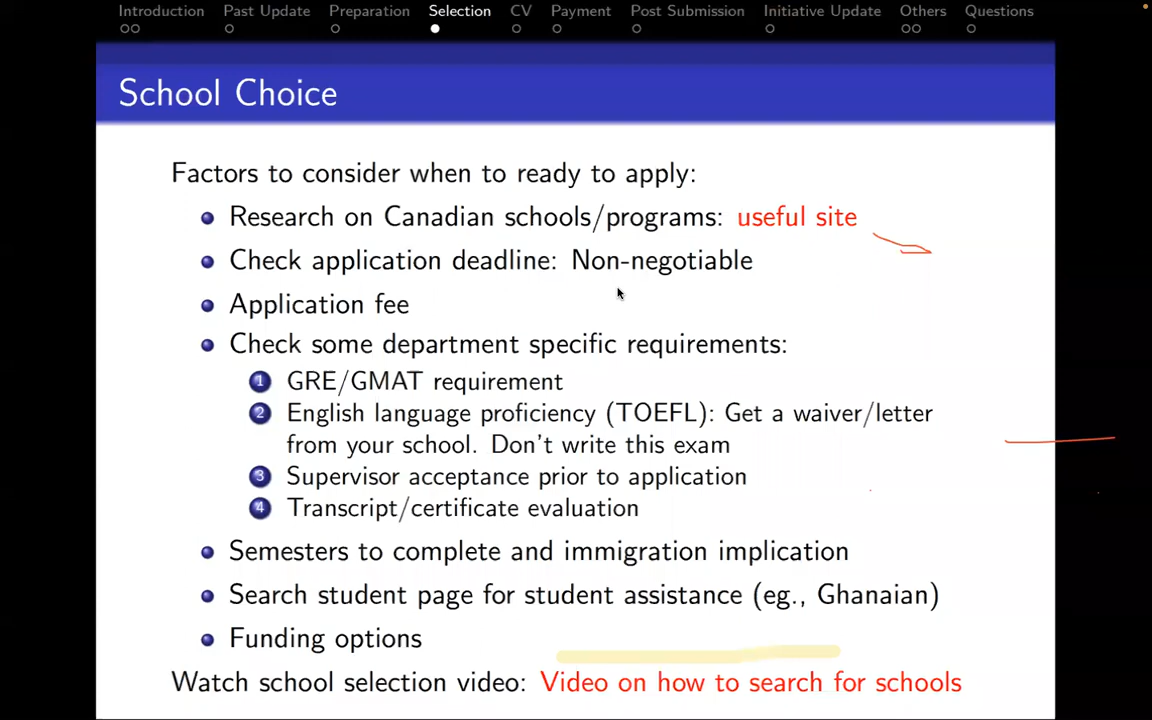 Introduction Past Update Preparation Selection CV Payment Post Submission Initiative Update Others Questions
School Choice
Factors to consider when to ready to apply:
Research on Canadian schools/programs: useful site
Check application deadline: Non-negotiable
Application fee
Check some department specific requirements:
1 GRE/GMAT requirement
2 English language proficiency (TOEFL): Get a waiver/letter
from your school. Don't write this exam
3 Supervisor acceptance prior to application
4 Transcript/certificate evaluation
Semesters to complete and immigration implication
Search student page for student assistance (eg., Ghanaian)
Funding options
Watch school selection video: Video on how to search for schools